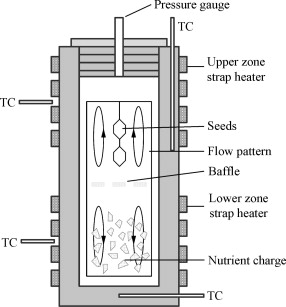 Pressure gauge
TC
Upper zone
strap heater
TC
Seeds
Flow pattern
Baffle
Lower zone
strap heater
TC
Nutrient charge
TC